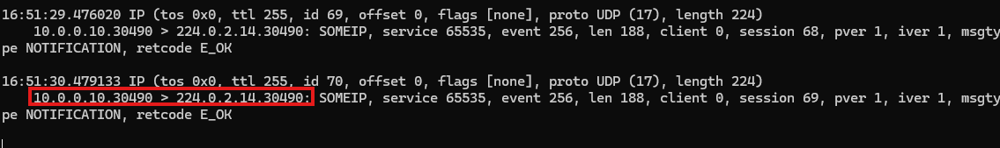 16:51:29.476020 IP (tos 0x0, ttl 255, id 69, offset 0, flags [none], proto UDP (17), length 224)
    10.0.0.10.30490 > 224.0.2.14.30490: SOMEIP, service 65535, event 256, len 188, client 0, session 68, pver 1, iver 1, msgty
pe NOTIFICATION, retcode E_OK
16:51:30.479133 IP (tos 0x0, ttl 255, id 70, offset 0, flags [none], proto UDP (17), length 224)
    10.0.0.10.30490 > 224.0.2.14.30490: SOMEIP, service 65535, event 256, len 188, client 0, session 69, pver 1, iver 1, msgty
pe NOTIFICATION, retcode E_OK